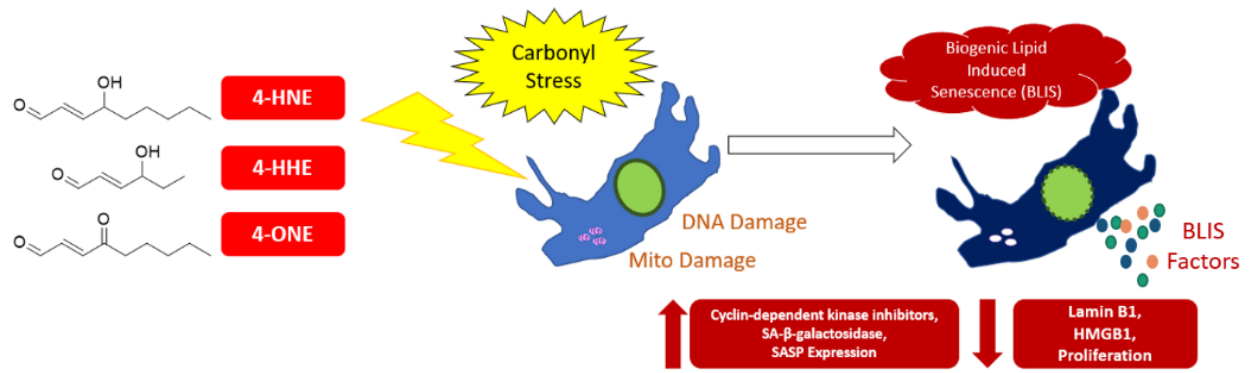 OH
O
4-HNE
OH
O
4-HHE
O
O
4-ONE
Carbonyl
Stress
DNA Damage
Mito Damage
Biogenic Lipid
Induced
Senescence (BLIS)
BLIS
Factors
Cyclin-dependent kinase inhibitors,
SA-β-galactosidase,
SASP Expression
Lamin B1,
HMGB1,
Proliferation